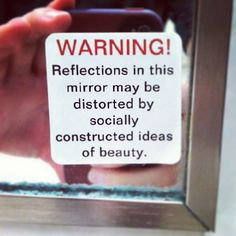 WARNING!
Reflections in this
mirror may be
distorted by
socially
constructed ideas
of beauty.